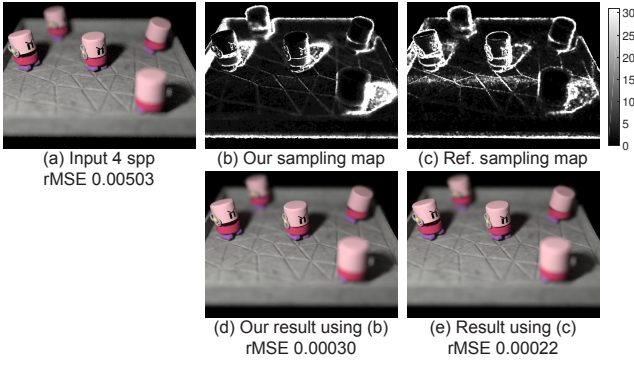 30
25
20
15
10
5
0
(a) Input 4 spp
rMSE 0.00503
(b) Our sampling map
(c) Ref. sampling map
(d) Our result using (b)
rMSE 0.00030
(e) Result using (c)
rMSE 0.00022